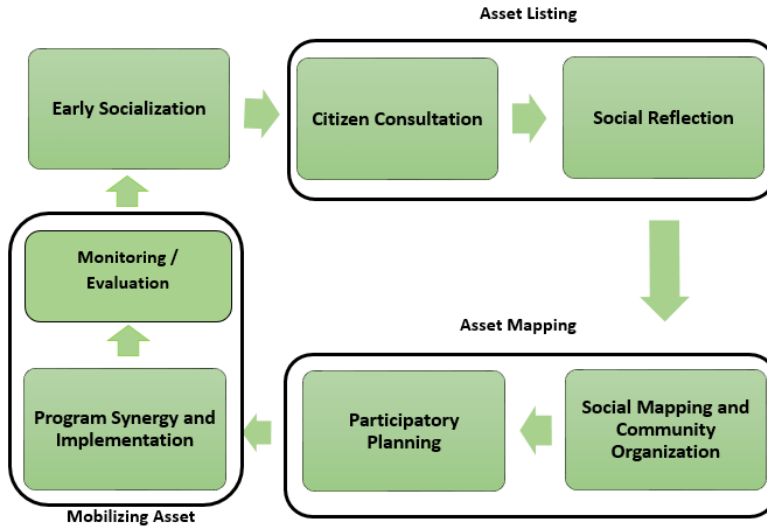 Asset Listing
Early Socialization
Citizen Consultation
Social Reflection
Monitoring /
Evaluation
Asset Mapping
Program Synergy and
Implementation
Participatory
Planning
Social Mapping and
Community
Organization
Mobilizing Asset